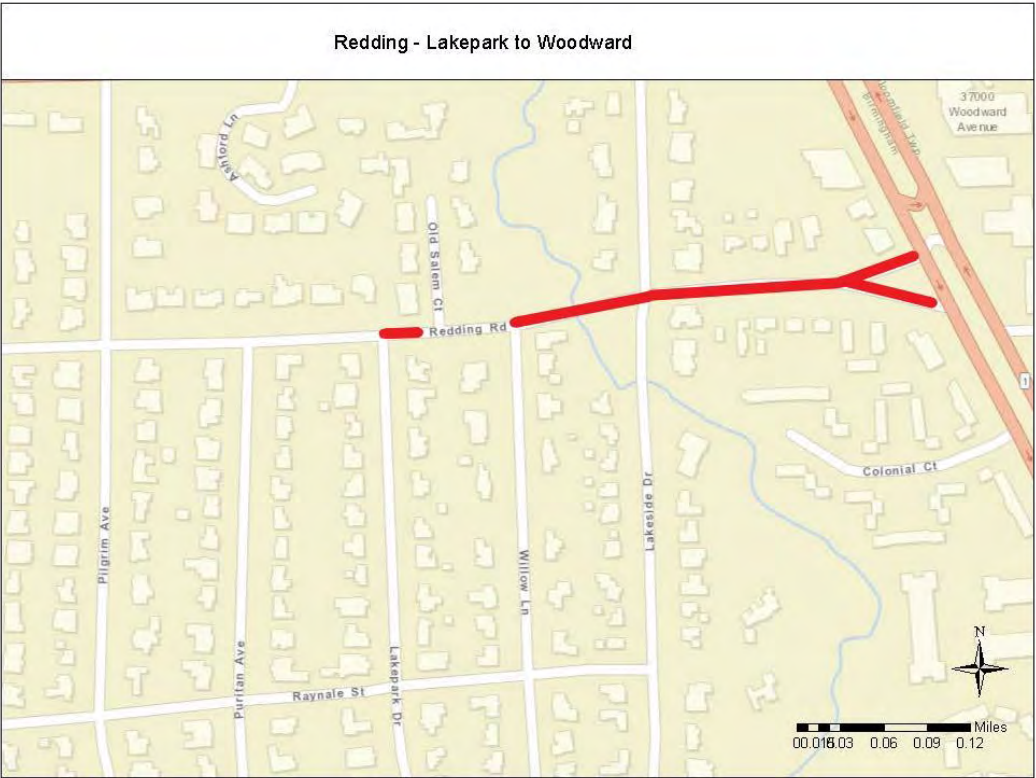 Redding - Lakepark to Woodward
37000
Woodward
Avenue
Bloomfield Twp
Birmingham
Ashford Ln
Old Salem Ct
Redding Rd
1
Colonial Ct
Lakeside Dr
Pilgrim Ave
Willow Ln
Puritan Ave
Lakepark Dr
Raynale St
N
Miles
0.03 0.06 0.09 0.12